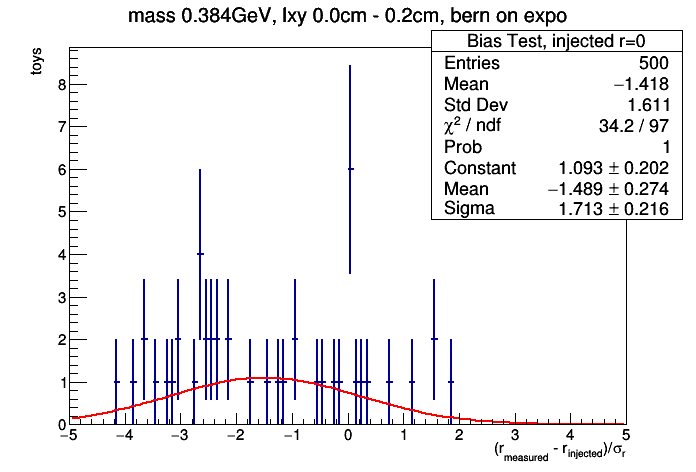 mass 0.384GeV, lxy 0.0cm - 0.2cm, bern on expo
Bias Test, injected r=0
Entries 500
Mean −1.418
Std Dev 1.611
χ² / ndf 34.2 / 97
Prob 1
Constant 1.093 ± 0.202
Mean −1.489 ± 0.274
Sigma 1.713 ± 0.216
toys
8
7
6
5
4
3
2
1
0
−5 −4 −3 −2 −1 0 1 2 3 4 5
(r_measured - r_injected)/σ_r